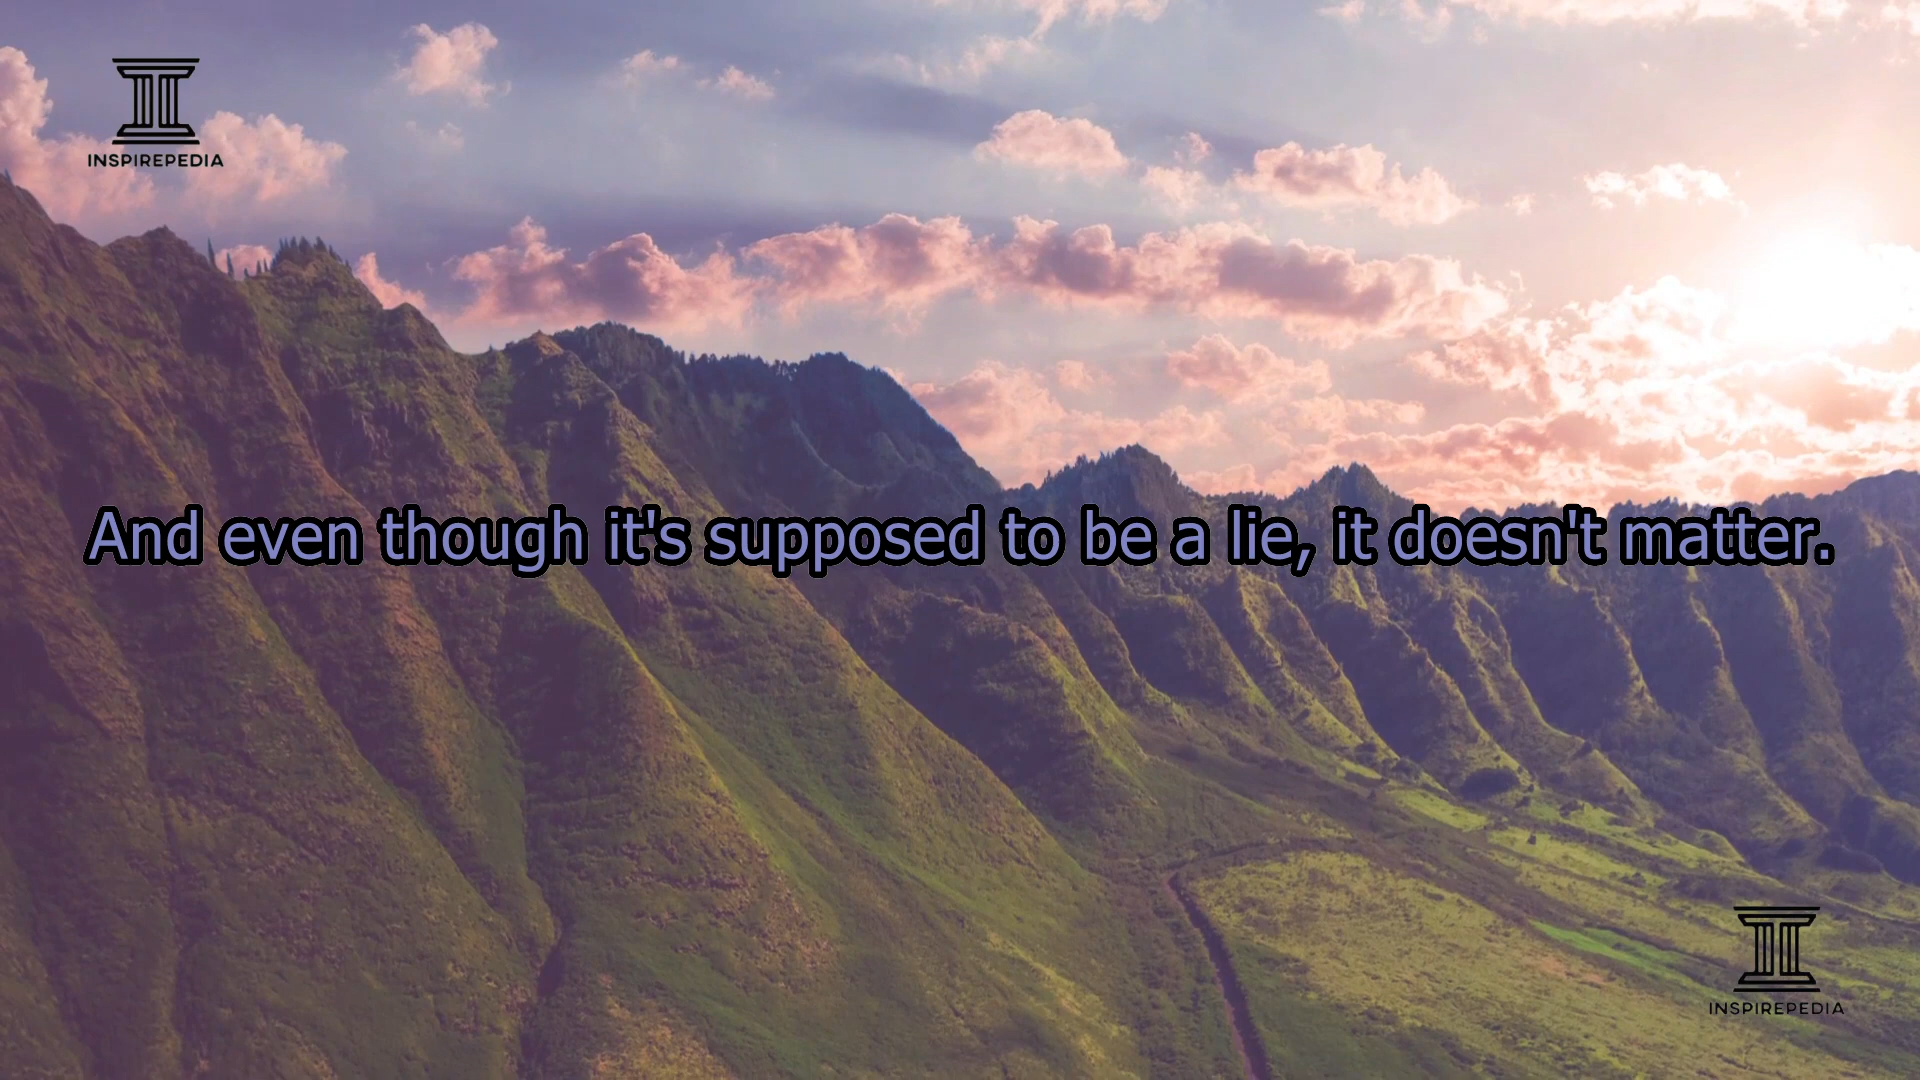 INSPIREPEDIA
And even though it's supposed to be a lie, it doesn't matter.
INSPIREPEDIA